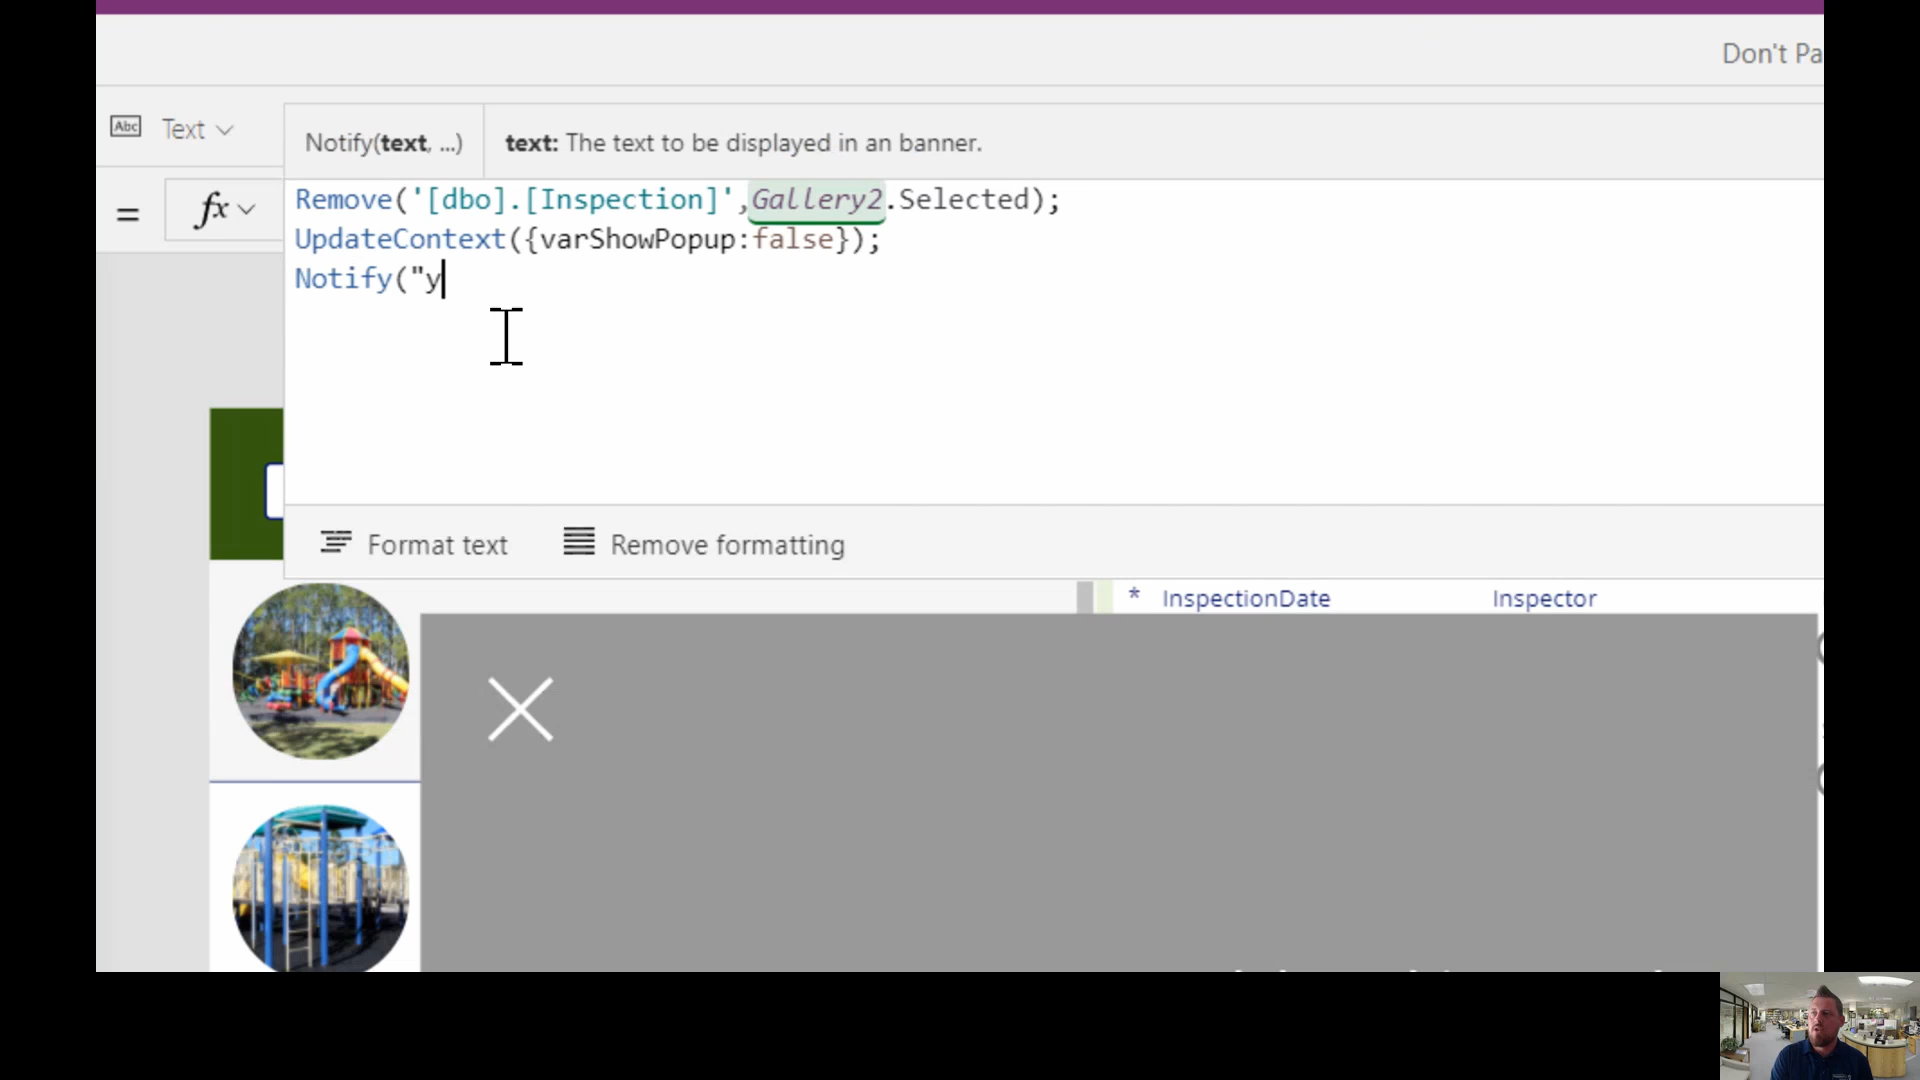 Don't Pa
Abc Text
Notify(text, ...) text: The text to be displayed in an banner.
= fx
Remove('[dbo].[Inspection]',Gallery2.Selected);
UpdateContext({varShowPopup:false});
Notify("y
Format text Remove formatting
* InspectionDate Inspector